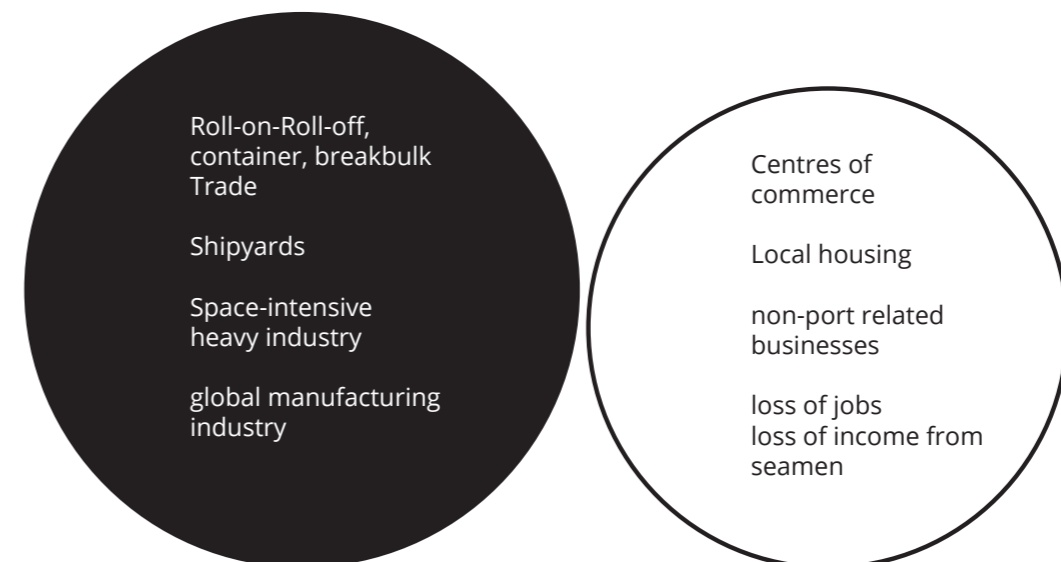 Roll-on-Roll-off,
container, breakbulk
Trade
Shipyards
Space-intensive
heavy industry
global manufacturing
industry
Centres of
commerce
Local housing
non-port related
businesses
loss of jobs
loss of income from
seamen